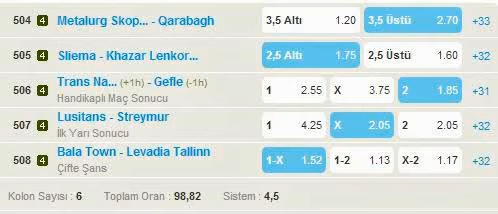 504 4 Metalurg Skop... - Qarabagh 3,5 Altı 1.20 3,5 Üstü 2.70 +33
505 4 Sliema - Khazar Lenkor... 2,5 Altı 1.75 2,5 Üstü 1.60 +32
506 4 Trans Na... (+1h) - Gefle (-1h) 1 2.55 X 3.75 2 1.85 +31
Handikaplı Maç Sonucu
507 4 Lusitans - Streymur 1 4.25 X 2.05 2 2.05 +32
İlk Yarı Sonucu
508 4 Bala Town - Levadia Tallinn 1-X 1.52 1-2 1.13 X-2 1.17 +32
Çifte Şans
Kolon Sayısı : 6 Toplam Oran : 98,82 Sistem : 4,5